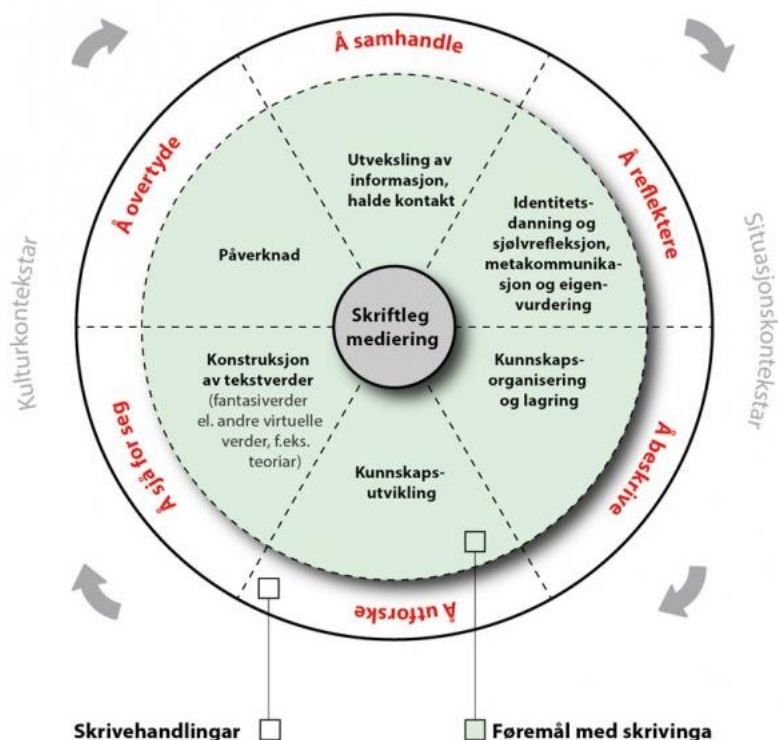 Å samhandle
Å reflektere
Å beskrive
Å utforske
Å sjå for seg
Å overtyde
Utveksling av
informasjon,
halde kontakt
Identitets-
danning og
sjølvrefleksjon,
metakommunika-
sjon og eigen-
vurdering
Kunnskaps-
organisering
og lagring
Kunnskaps-
utvikling
Konstruksjon
av tekstverder
(fantasiverder
el. andre virtuelle
verder, f.eks.
teoriar)
Påverknad
Skriftleg
mediering
Kulturkontekstar
Situasjonskontekstar
Skrivehandlingar
Føremål med skrivinga